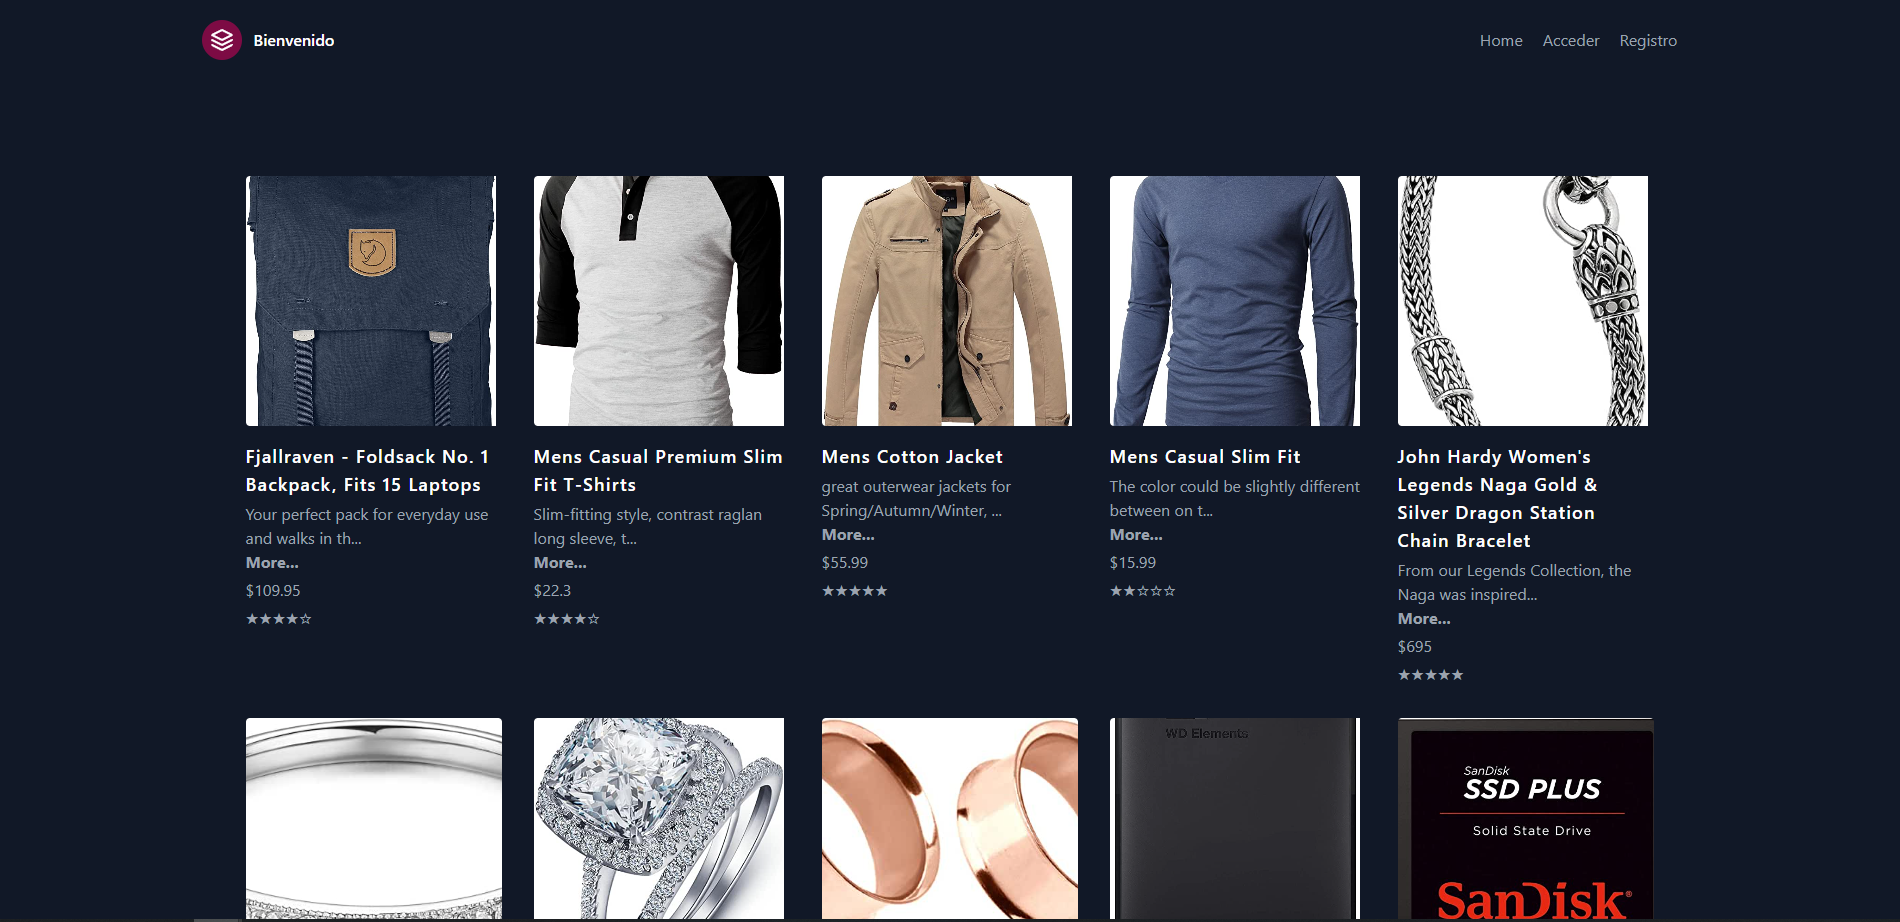 Bienvenido
Home Acceder Registro
Fjallraven - Foldsack No. 1
Backpack, Fits 15 Laptops
Your perfect pack for everyday use
and walks in th...
More...
$109.95
★★★★☆
Mens Casual Premium Slim
Fit T-Shirts
Slim-fitting style, contrast raglan
long sleeve, t...
More...
$22.3
★★★★☆
Mens Cotton Jacket
great outerwear jackets for
Spring/Autumn/Winter, ...
More...
$55.99
★★★★★
Mens Casual Slim Fit
The color could be slightly different
between on t...
More...
$15.99
★★☆☆☆
John Hardy Women's
Legends Naga Gold &
Silver Dragon Station
Chain Bracelet
From our Legends Collection, the
Naga was inspired...
More...
$695
★★★★★
WD Elements
SanDisk
SSD PLUS
Solid State Drive
SanDisk®